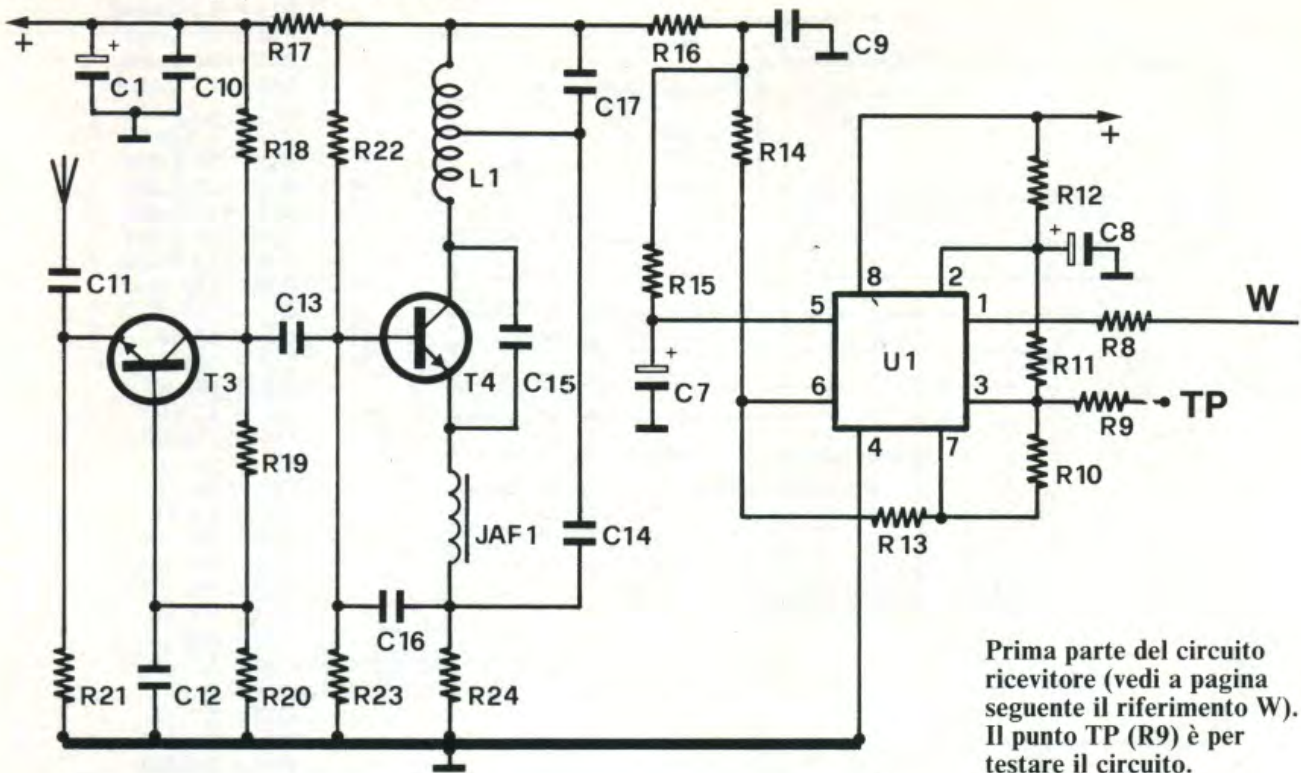 +
R17
R16
C9
+
C1
C10
C17
R18
R22
R14
+
L1
R12
+
C8
C11
C13
R15
5
8
2
1
W
R8
T3
T4
C15
+
C7
6
U1
3
R11
R9
TP
4
7
R19
R10
JAF1
C14
R13
C16
R21
C12
R20
R23
R24
Prima parte del circuito
ricevitore (vedi a pagina
seguente il riferimento W).
Il punto TP (R9) è per
testare il circuito.